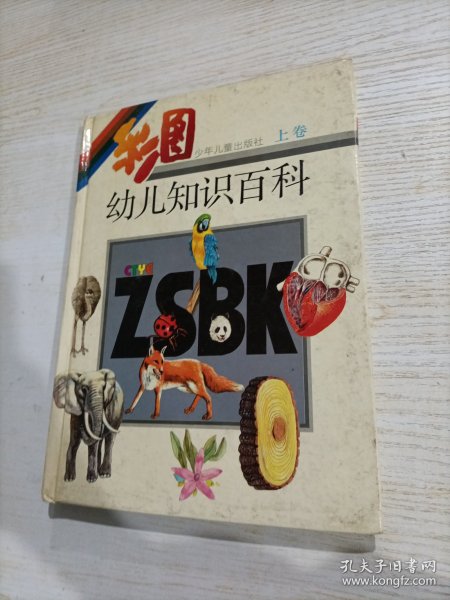 彩图
少年儿童出版社 上卷
幼儿知识百科
CTYE
ZSBK
孔夫子旧书网
www.kongfz.com